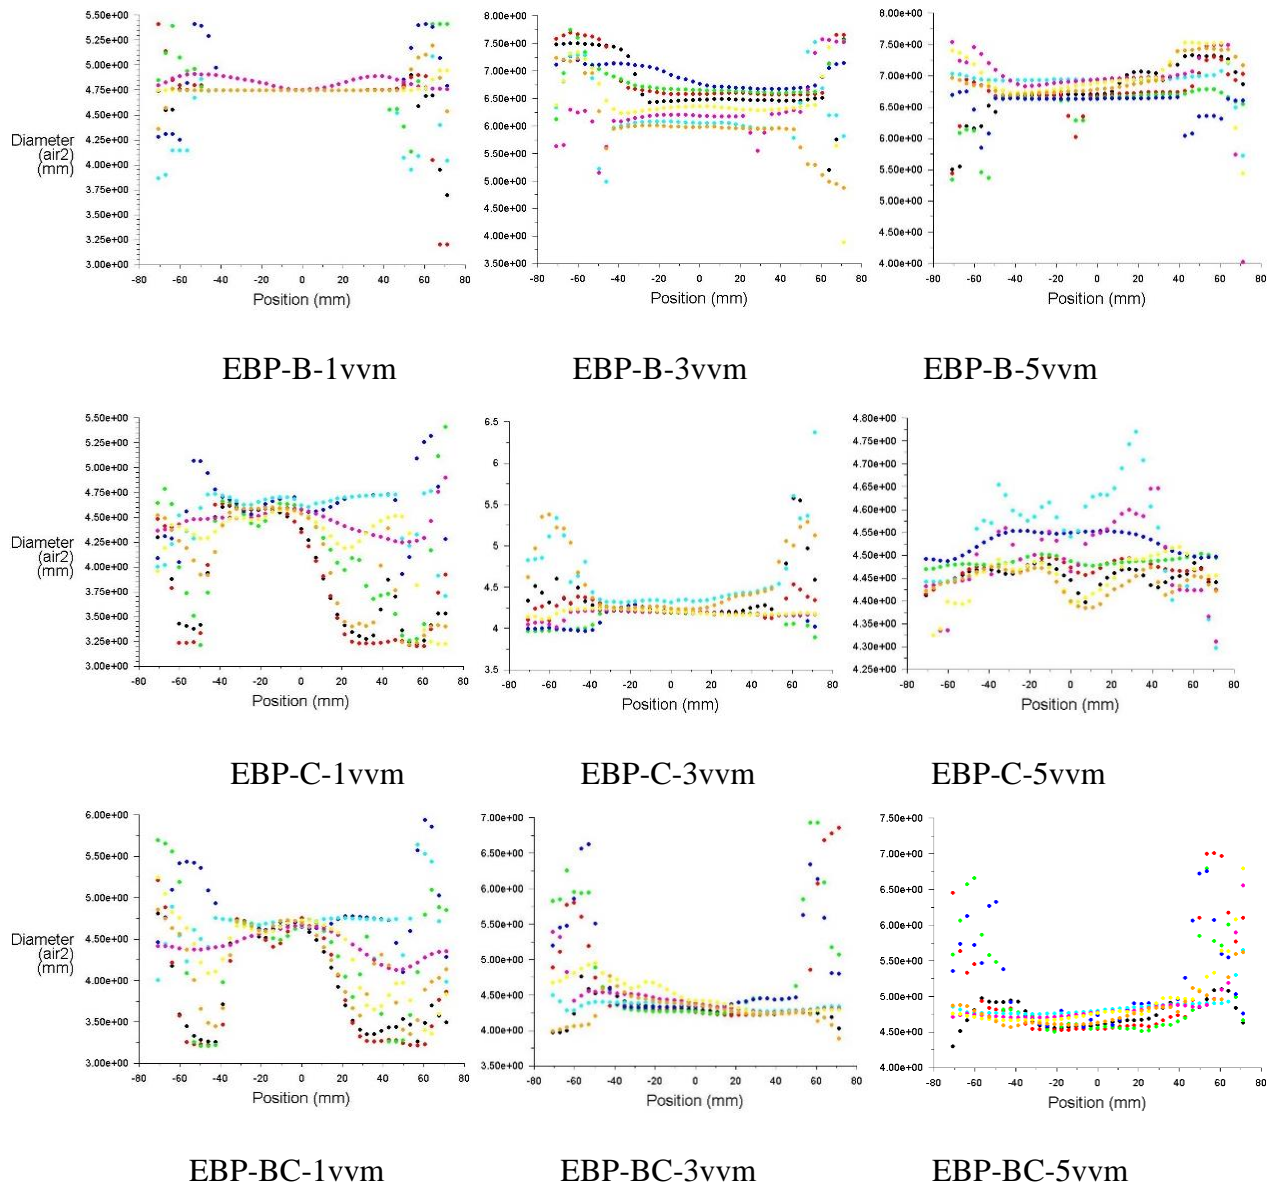 5.50e+00 5.25e+00 5.00e+00 4.75e+00 4.50e+00 4.25e+00 4.00e+00 3.75e+00 3.50e+00 3.25e+00 3.00e+00
Diameter
(air2)
(mm)
-80 -60 -40 -20 0 20 40 60 80
Position (mm)
8.00e+00 7.50e+00 7.00e+00 6.50e+00 6.00e+00 5.50e+00 5.00e+00 4.50e+00 4.00e+00 3.50e+00
-80 -60 -40 -20 0 20 40 60 80
Position (mm)
8.00e+00 7.50e+00 7.00e+00 6.50e+00 6.00e+00 5.50e+00 5.00e+00 4.50e+00 4.00e+00
-80 -60 -40 -20 0 20 40 60 80
Position (mm)
EBP-B-1vvm EBP-B-3vvm EBP-B-5vvm
5.50e+00 5.25e+00 5.00e+00 4.75e+00 4.50e+00 4.25e+00 4.00e+00 3.75e+00 3.50e+00 3.25e+00 3.00e+00
Diameter
(air2)
(mm)
-80 -60 -40 -20 0 20 40 60 80
Position (mm)
6.5 6 5.5 5 4.5 4 3.5
-80 -60 -40 -20 0 20 40 60 80
Position (mm)
4.80e+00 4.75e+00 4.70e+00 4.65e+00 4.60e+00 4.55e+00 4.50e+00 4.45e+00 4.40e+00 4.35e+00 4.30e+00 4.25e+00
-80 -60 -40 -20 0 20 40 60 80
Position (mm)
EBP-C-1vvm EBP-C-3vvm EBP-C-5vvm
6.00e+00 5.50e+00 5.00e+00 4.50e+00 4.00e+00 3.50e+00 3.00e+00
Diameter
(air2)
(mm)
-80 -60 -40 -20 0 20 40 60 80
Position (mm)
7.00e+00 6.50e+00 6.00e+00 5.50e+00 5.00e+00 4.50e+00 4.00e+00 3.50e+00
-80 -60 -40 -20 0 20 40 60 80
Position (mm)
7.50e+00 7.00e+00 6.50e+00 6.00e+00 5.50e+00 5.00e+00 4.50e+00 4.00e+00
-80 -60 -40 -20 0 20 40 60 80
Position (mm)
EBP-BC-1vvm EBP-BC-3vvm EBP-BC-5vvm